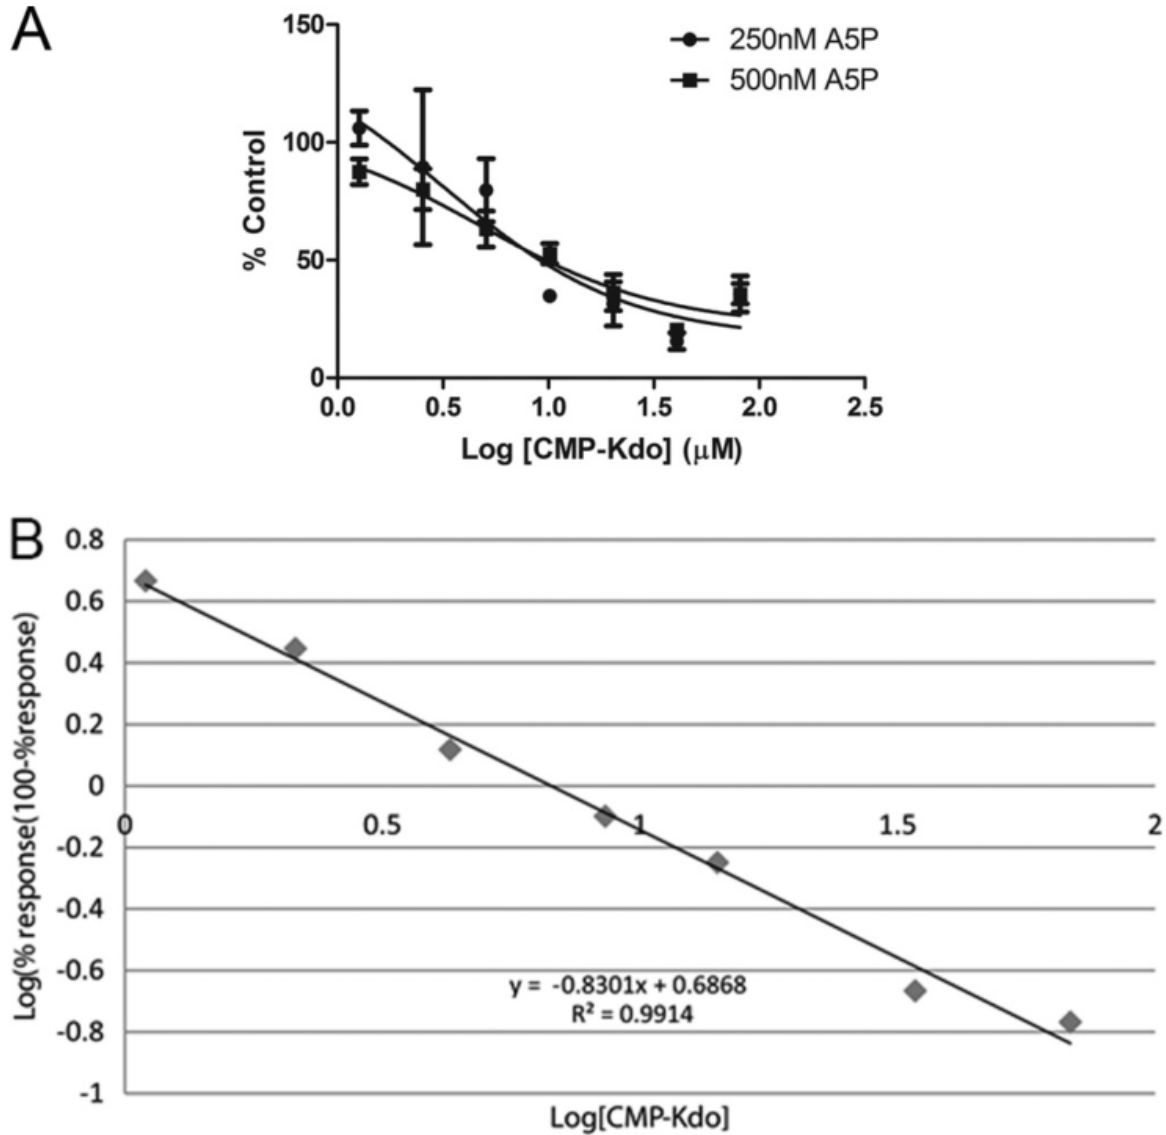 A
150
100
50
0
% Control
250nM A5P
500nM A5P
0.0 0.5 1.0 1.5 2.0 2.5
Log [CMP-Kdo] (μM)
B
0.8
0.6
0.4
0.2
0
-0.2
-0.4
-0.6
-0.8
-1
Log(% response(100-%response)
0 0.5 1 1.5 2
y = -0.8301x + 0.6868
R² = 0.9914
Log[CMP-Kdo]